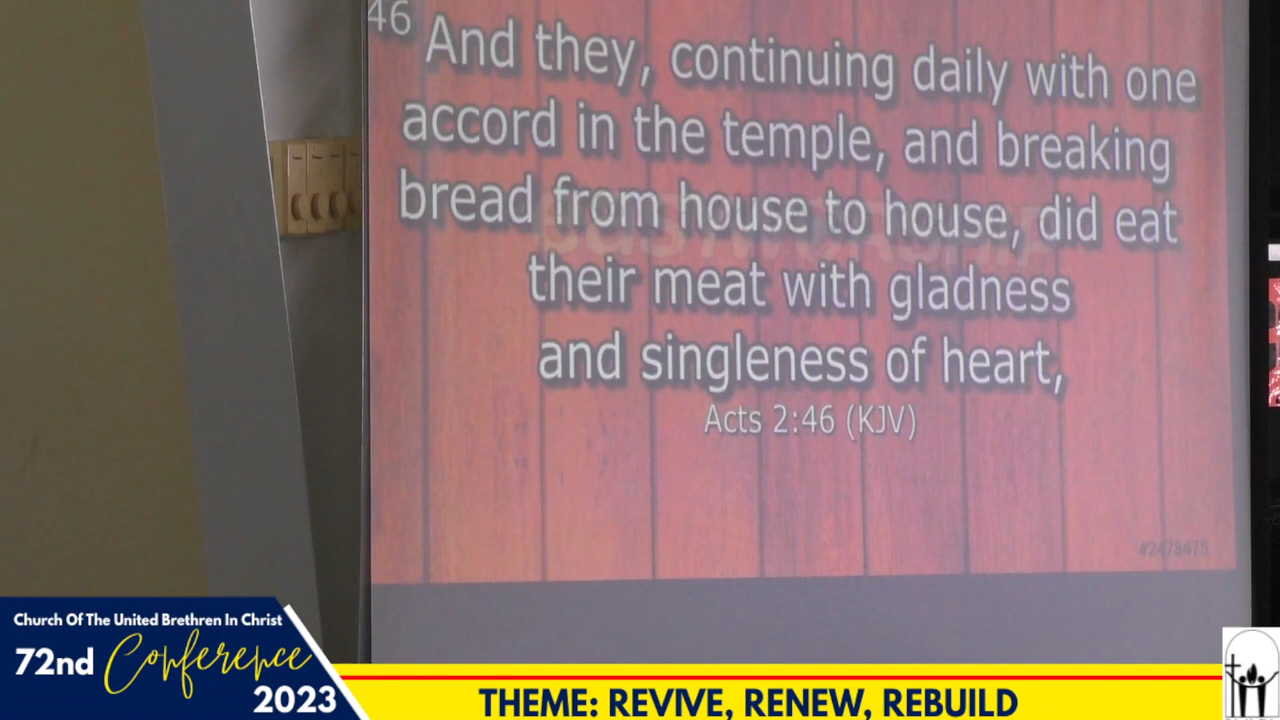 46 And they, continuing daily with one
accord in the temple, and breaking
bread from house to house, did eat
their meat with gladness
and singleness of heart,
Acts 2:46 (KJV)
#2478475
Church Of The United Brethren In Christ
72nd Conference
2023
THEME: REVIVE, RENEW, REBUILD